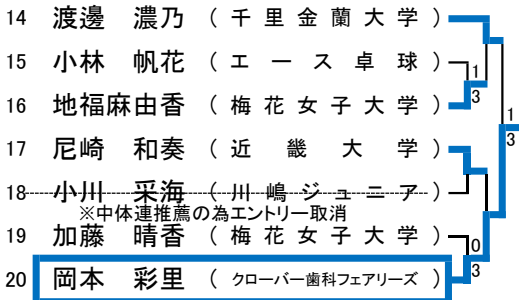 14 渡邊 濃乃 (千里金蘭大学)
15 小林 帆花 (エース卓球)
1
3
16 地福麻由香 (梅花女子大学)
1
3
17 尼崎 和奏 (近畿大学)
18 小川 采海 (川嶋ジュニア)
※中体連推薦の為エントリー取消
19 加藤 晴香 (梅花女子大学)
0
3
20 岡本 彩里 (クローバー歯科フェアリーズ)